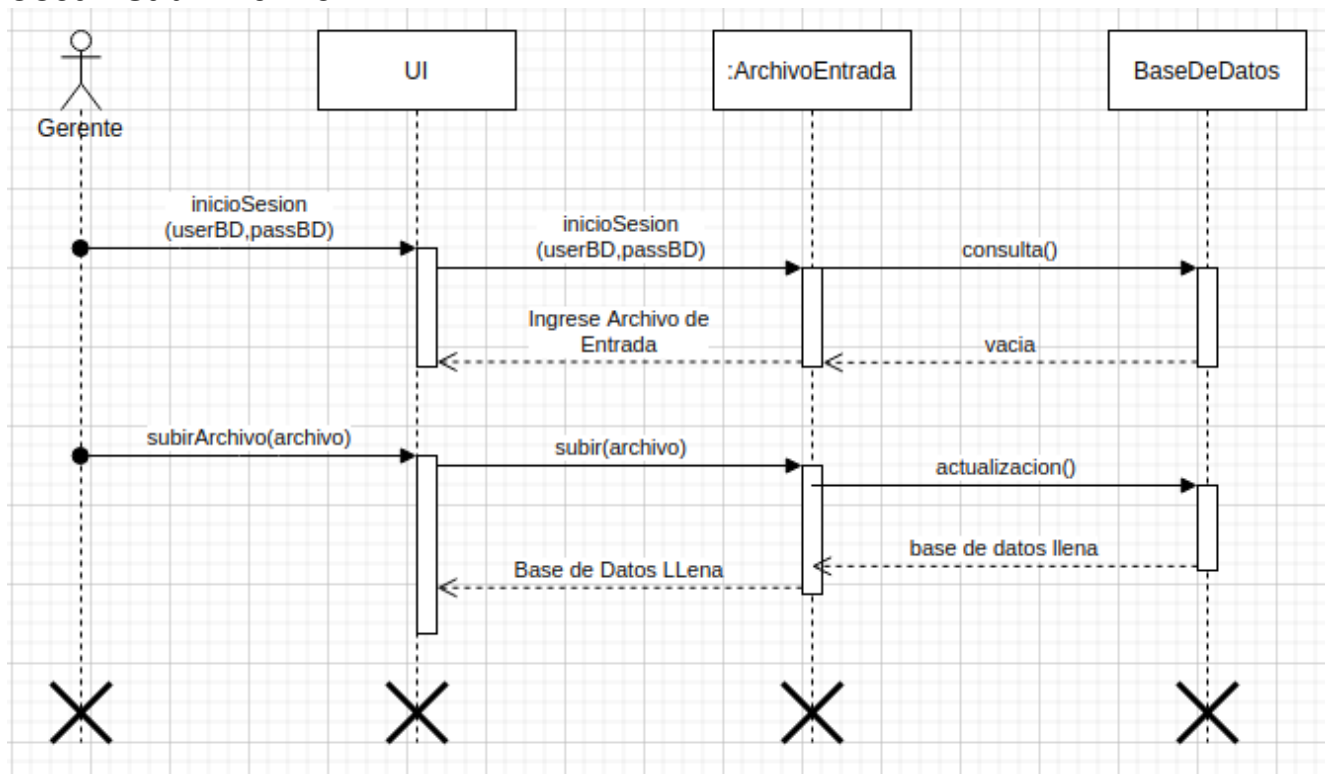 UI
:ArchivoEntrada
BaseDeDatos
Gerente
inicioSesion
(userBD,passBD)
inicioSesion
(userBD,passBD)
consulta()
Ingrese Archivo de
Entrada
vacia
subirArchivo(archivo)
subir(archivo)
actualizacion()
base de datos llena
Base de Datos LLena